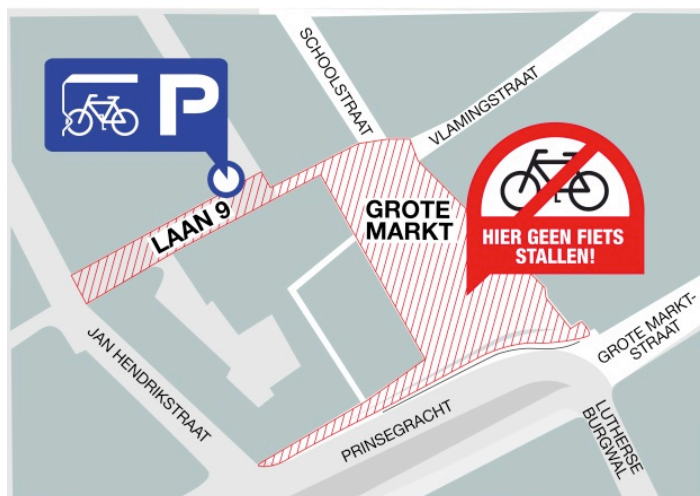 SCHOOLSTRAAT
VLAMINGSTRAAT
P
LAAN 9
GROTE
MARKT
HIER GEEN FIETS
STALLEN!
JAN HENDRIKSTRAAT
PRINSEGRACHT
GROTE MARKT-
STRAAT
LUTHERSE
BURGWAL